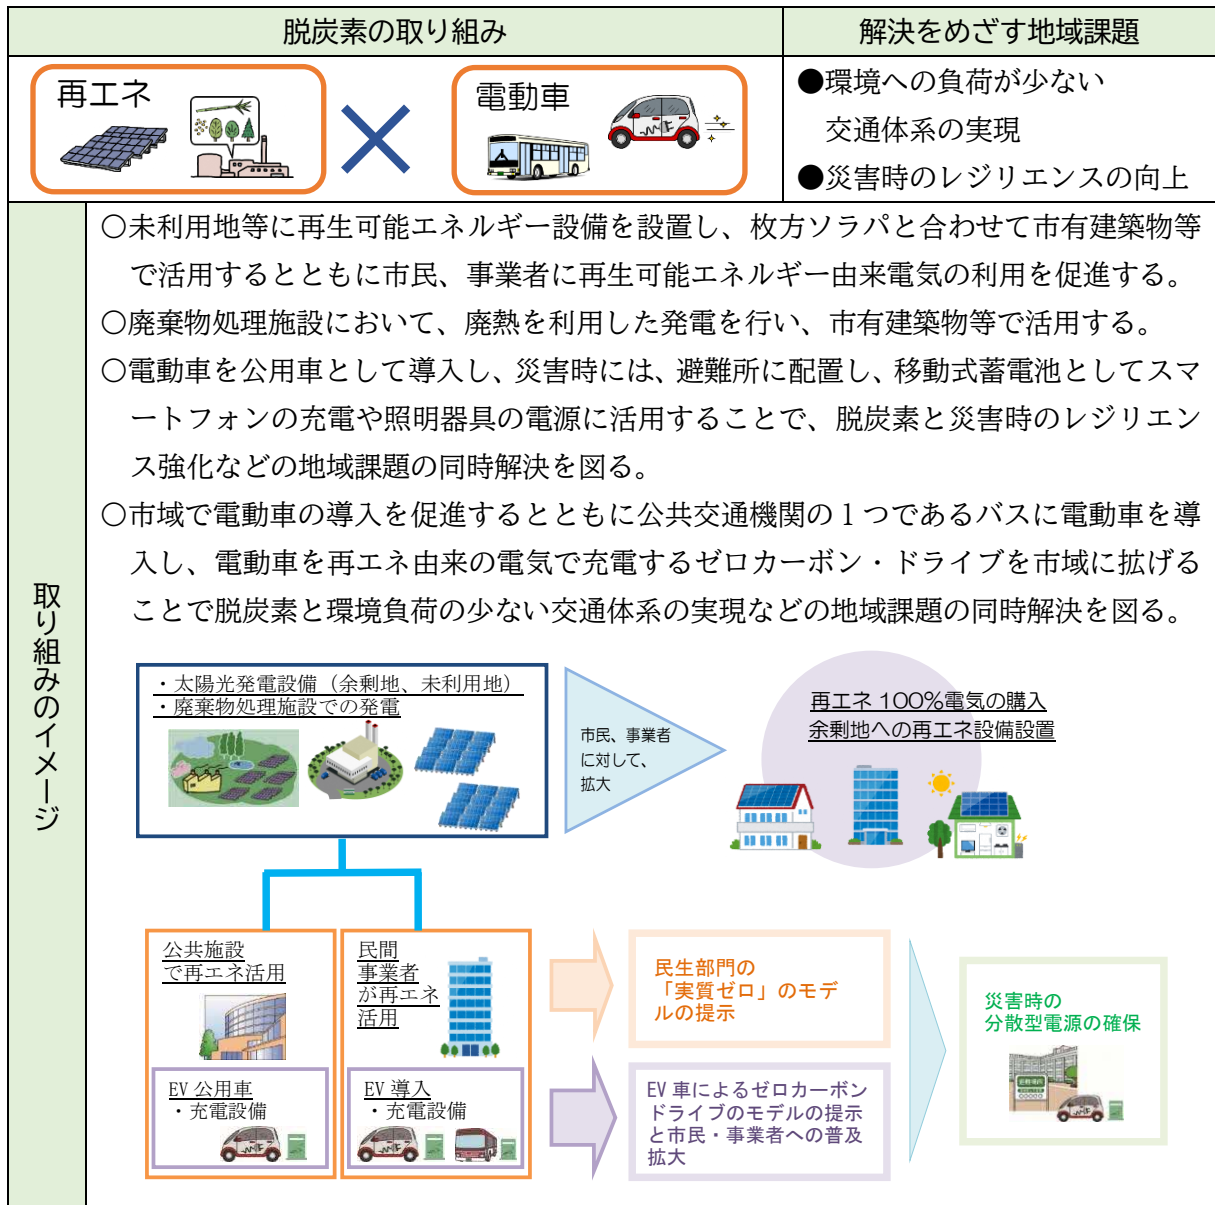 脱炭素の取り組み
解決をめざす地域課題
再エネ
電動車
●環境への負荷が少ない
交通体系の実現
●災害時のレジリエンスの向上
取り組みのイメージ
〇未利用地等に再生可能エネルギー設備を設置し、枚方ソラパと合わせて市有建築物等
で活用するとともに市民、事業者に再生可能エネルギー由来電気の利用を促進する。
〇廃棄物処理施設において、廃熱を利用した発電を行い、市有建築物等で活用する。
〇電動車を公用車として導入し、災害時には、避難所に配置し、移動式蓄電池としてスマ
ートフォンの充電や照明器具の電源に活用することで、脱炭素と災害時のレジリエン
ス強化などの地域課題の同時解決を図る。
〇市域で電動車の導入を促進するとともに公共交通機関の１つであるバスに電動車を導
入し、電動車を再エネ由来の電気で充電するゼロカーボン・ドライブを市域に拡げる
ことで脱炭素と環境負荷の少ない交通体系の実現などの地域課題の同時解決を図る。
・太陽光発電設備（余剰地、未利用地）
・廃棄物処理施設での発電
市民、事業者
に対して、
拡大
再エネ 100%電気の購入
余剰地への再エネ設備設置
公共施設
で再エネ活用
EV 公用車
・充電設備
民間
事業者
が再エネ
活用
EV 導入
・充電設備
民生部門の
「実質ゼロ」のモデ
ルの提示
EV 車によるゼロカーボン
ドライブのモデルの提示
と市民・事業者への普及
拡大
災害時の
分散型電源の確保